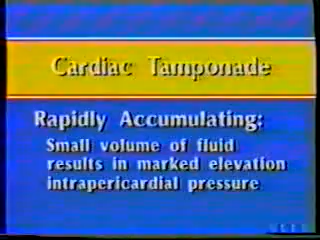 Cardiac Tamponade
Rapidly Accumulating:
Small volume of fluid
results in marked elevation
intrapericardial pressure